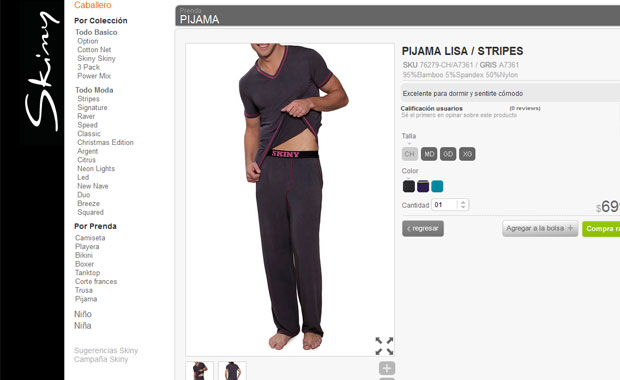 Skiny
Caballero
Por Colección
Todo Basico
Option
Cotton Net
Skiny Skiny
3 Pack
Power Mix
Todo Moda
Stripes
Signature
Raver
Speed
Classic
Christmas Edition
Argent
Citrus
Neon Lights
Led
New Nave
Duo
Breeze
Squared
Por Prenda
Camiseta
Playera
Bikini
Boxer
Tanktop
Corte frances
Trusa
Pijama
Niño
Niña
Sugerencias Skiny
Campaña Skiny
Prenda
PIJAMA
SKINY
PIJAMA LISA / STRIPES
SKU 76279-CH/A7361 / GRIS A7361
95%Bamboo 5%Spandex 50%Nylon
Excelente para dormir y sentirte cómodo
Calificación usuarios (0 reviews)
Sé el primero en opinar sobre este producto
Talla
CH MD GD XG
Color
Cantidad 01
$699
regresar Agregar a la bolsa + Compra